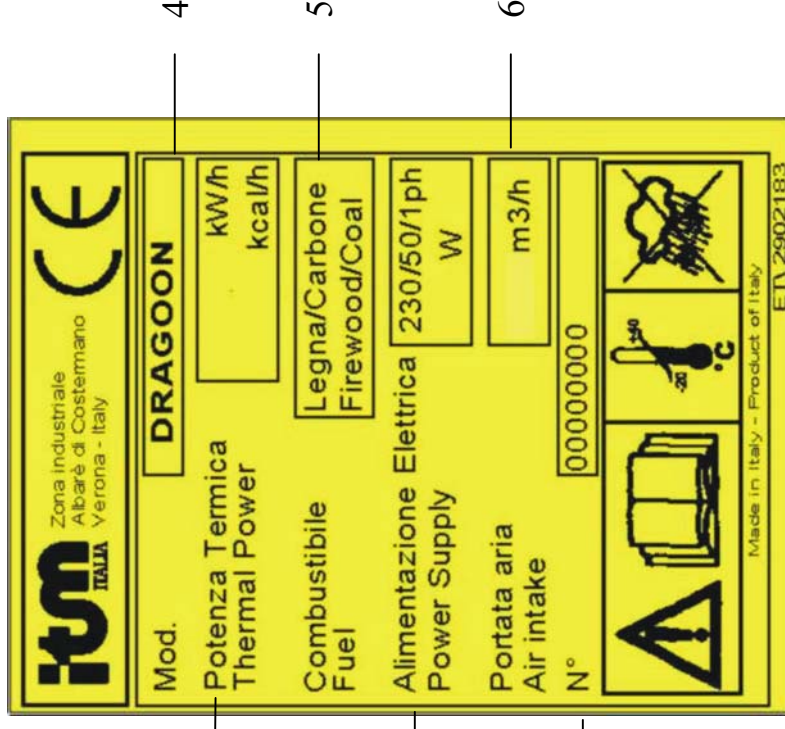 itm
ITALIA
Zona industriale
Albarè di Costermano
Verona - Italy
CE
Mod.
DRAGOON
4
Potenza Termica
Thermal Power
kW/h
kcal/h
Combustibile
Fuel
Legna/Carbone
Firewood/Coal
5
Alimentazione Elettrica
Power Supply
230/50/1ph
W
Portata aria
Air intake
m3/h
6
N°
00000000
-20
+40
°C
Made in Italy - Product of Italy
ET\2902183